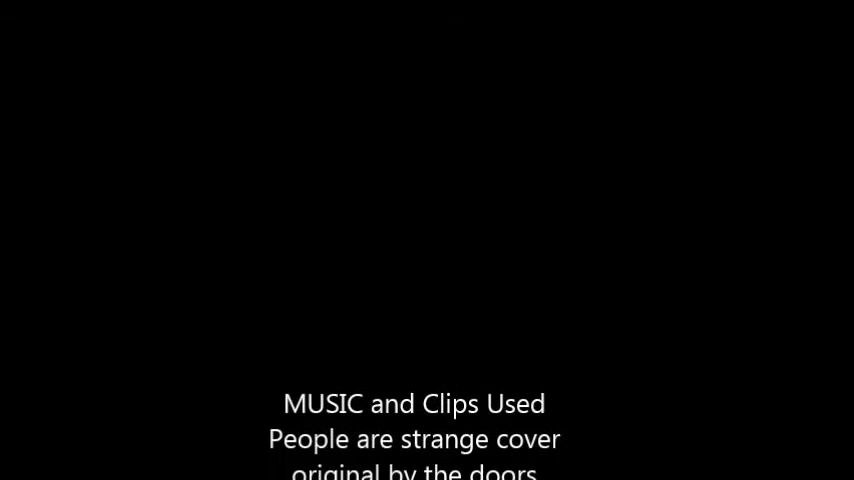 MUSIC and Clips Used
People are strange cover
original by the doors